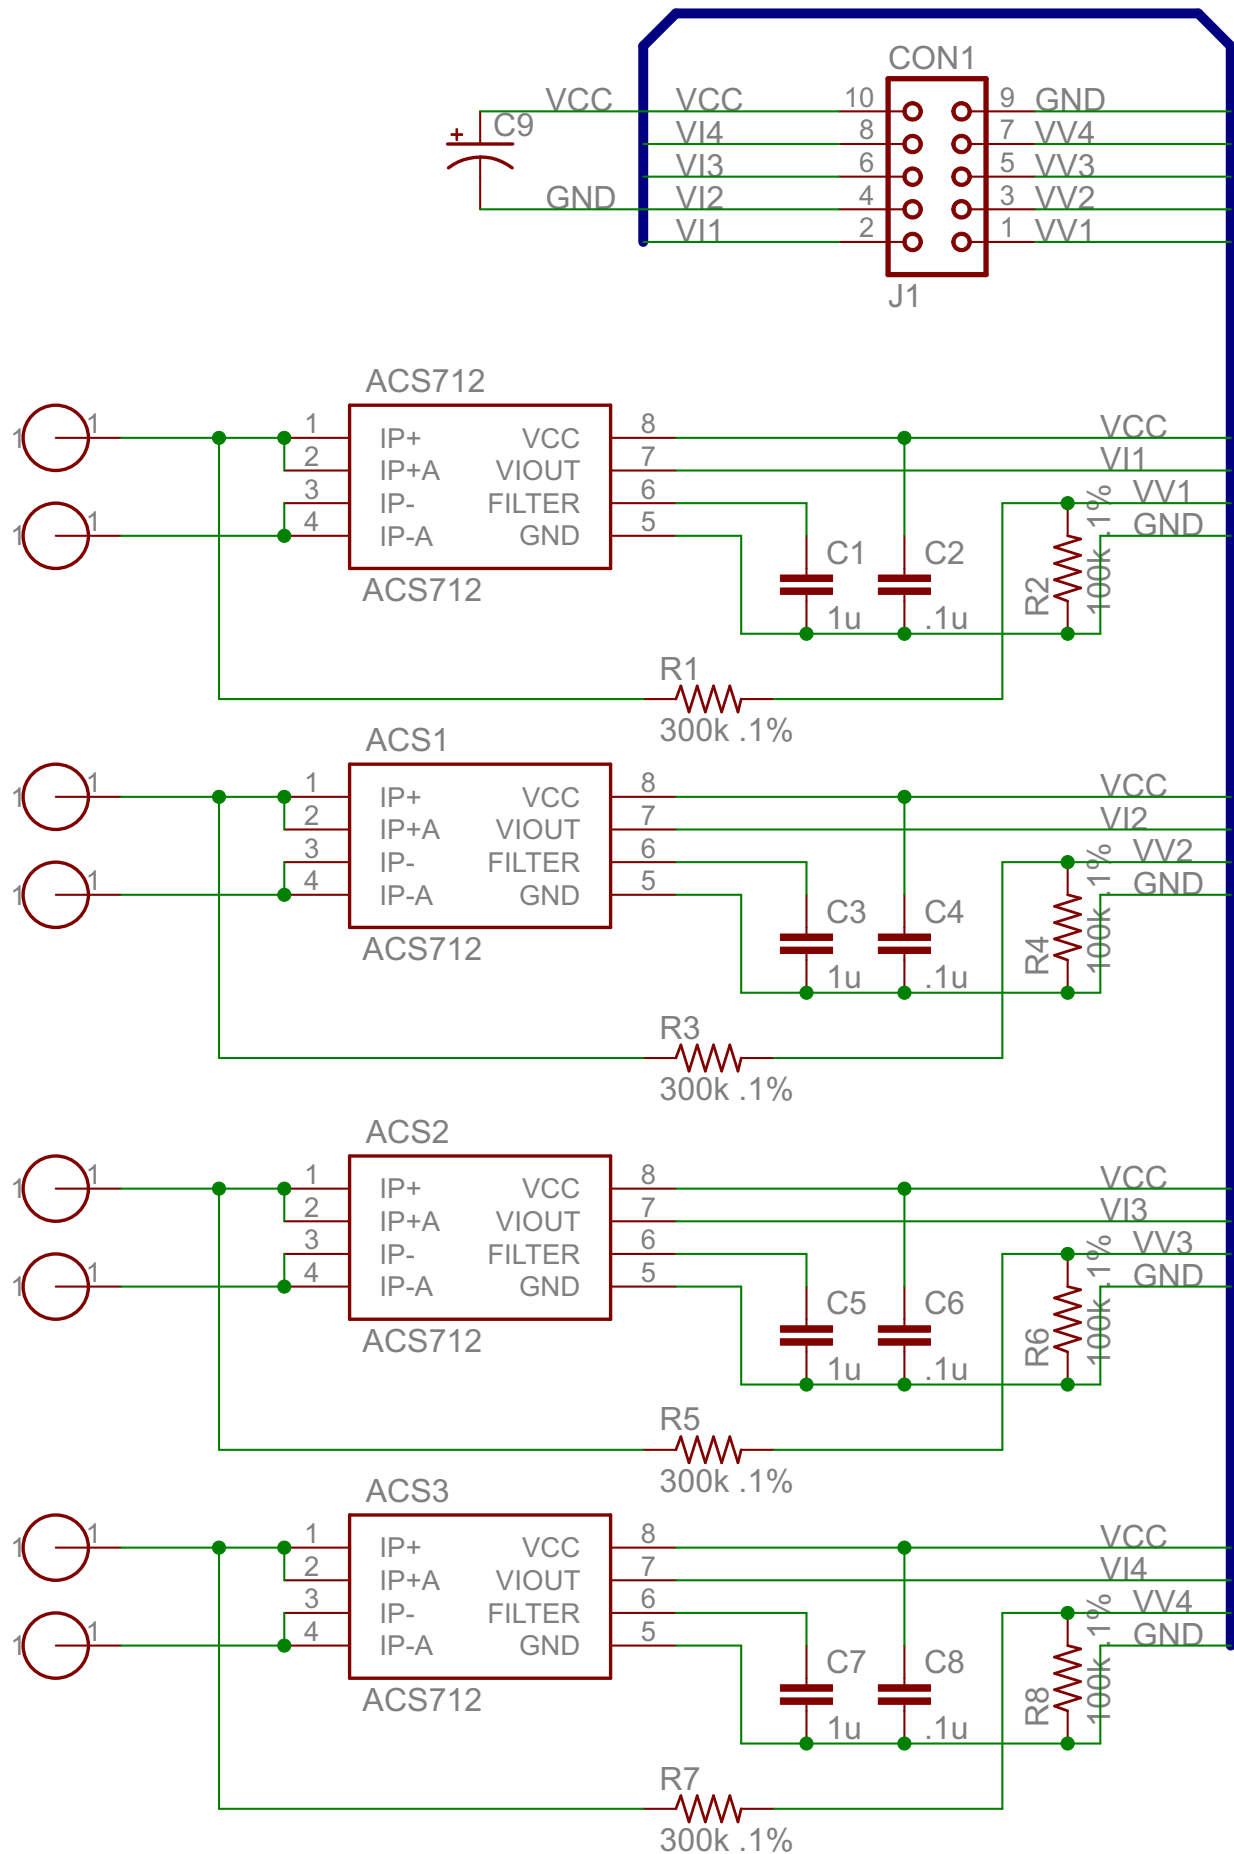 CON1
VCC VCC 10 9 GND
+ C9
VI4 8 7 VV4
VI3 6 5 VV3
GND VI2 4 3 VV2
VI1 2 1 VV1
J1
ACS712
1 1 1 IP+ VCC 8 VCC
2 IP+A VIOUT 7 VI1
3 IP- FILTER 6 VV1
1 1 4 IP-A GND 5 GND
ACS712
C1 1u
C2 .1u
R2 100k .1%
R1
300k .1%
ACS1
1 1 1 IP+ VCC 8 VCC
2 IP+A VIOUT 7 VI2
3 IP- FILTER 6 VV2
1 1 4 IP-A GND 5 GND
ACS712
C3 1u
C4 .1u
R4 100k .1%
R3
300k .1%
ACS2
1 1 1 IP+ VCC 8 VCC
2 IP+A VIOUT 7 VI3
3 IP- FILTER 6 VV3
1 1 4 IP-A GND 5 GND
ACS712
C5 1u
C6 .1u
R6 100k .1%
R5
300k .1%
ACS3
1 1 1 IP+ VCC 8 VCC
2 IP+A VIOUT 7 VI4
3 IP- FILTER 6 VV4
1 1 4 IP-A GND 5 GND
ACS712
C7 1u
C8 .1u
R8 100k .1%
R7
300k .1%